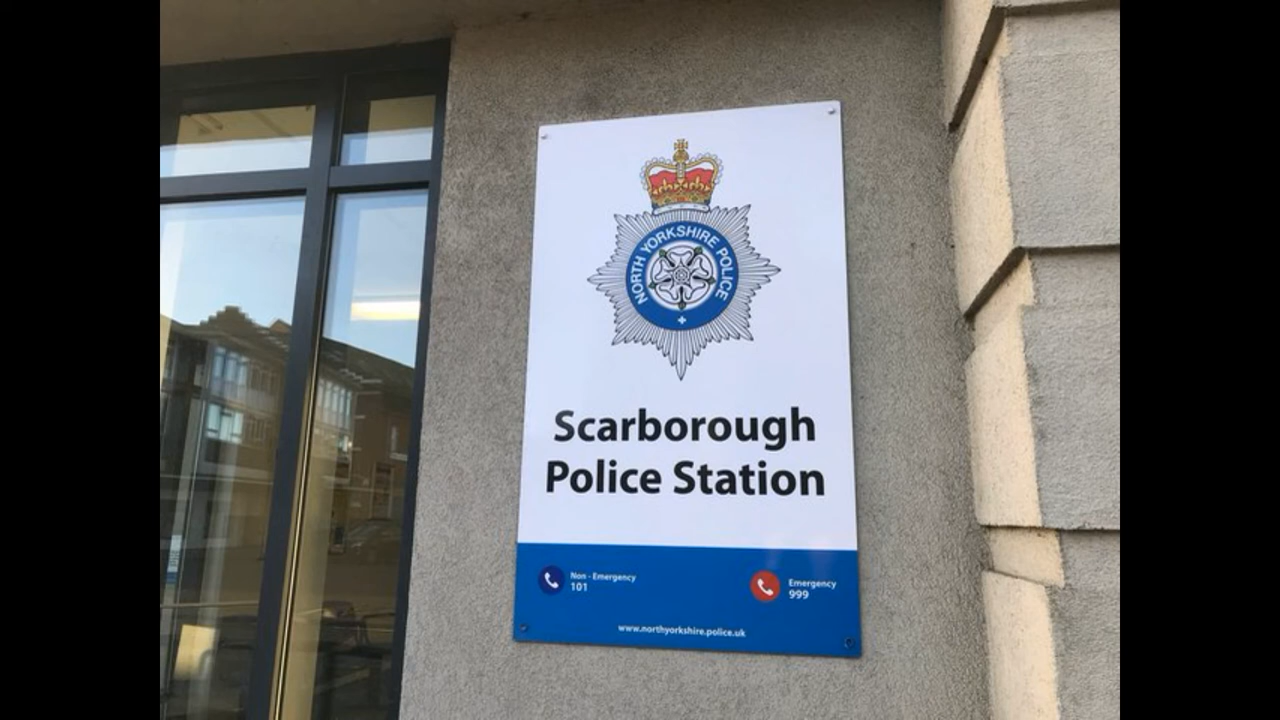 NORTH YORKSHIRE POLICE
Scarborough
Police Station
Non - Emergency
101
Emergency
999
www.northyorkshire.police.uk